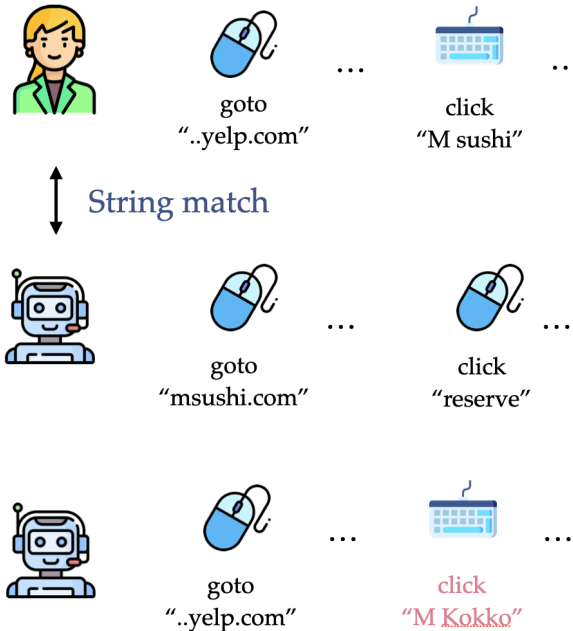 ... ..
goto click
“..yelp.com” “M sushi”
String match
... ...
goto click
“msushi.com” “reserve”
... ...
goto click
“..yelp.com” “M Kokko”